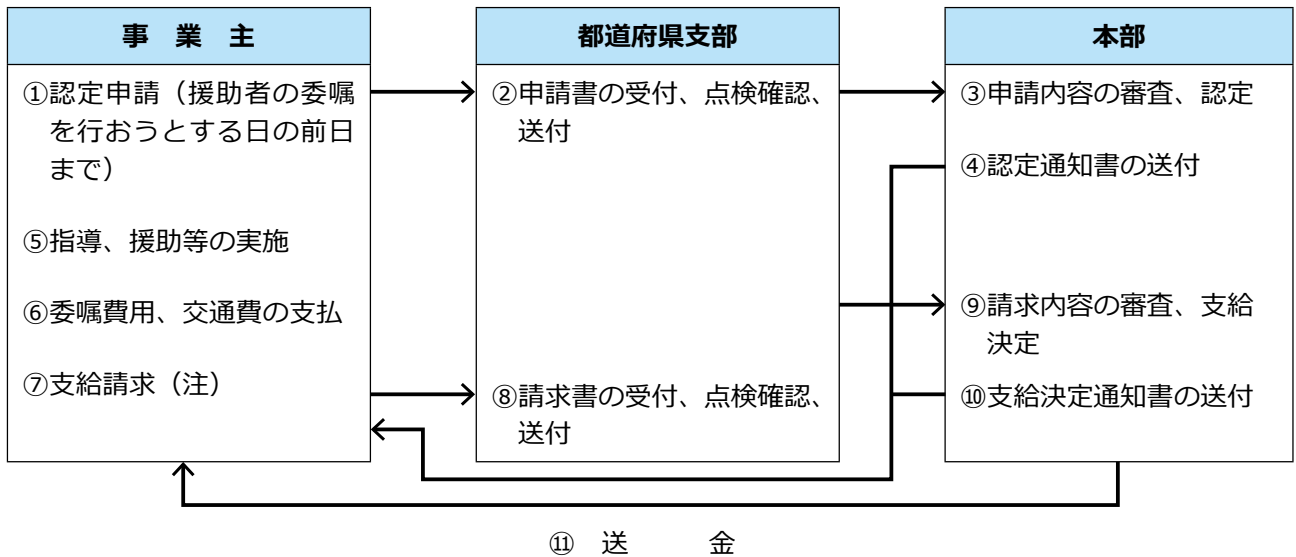 事　業　主
①認定申請（援助者の委嘱
を行おうとする日の前日
まで）
⑤指導、援助等の実施
⑥委嘱費用、交通費の支払
⑦支給請求（注）
都道府県支部
②申請書の受付、点検確認、
送付
⑧請求書の受付、点検確認、
送付
本部
③申請内容の審査、認定
④認定通知書の送付
⑨請求内容の審査、支給
決定
⑩支給決定通知書の送付
⑪　送　　金